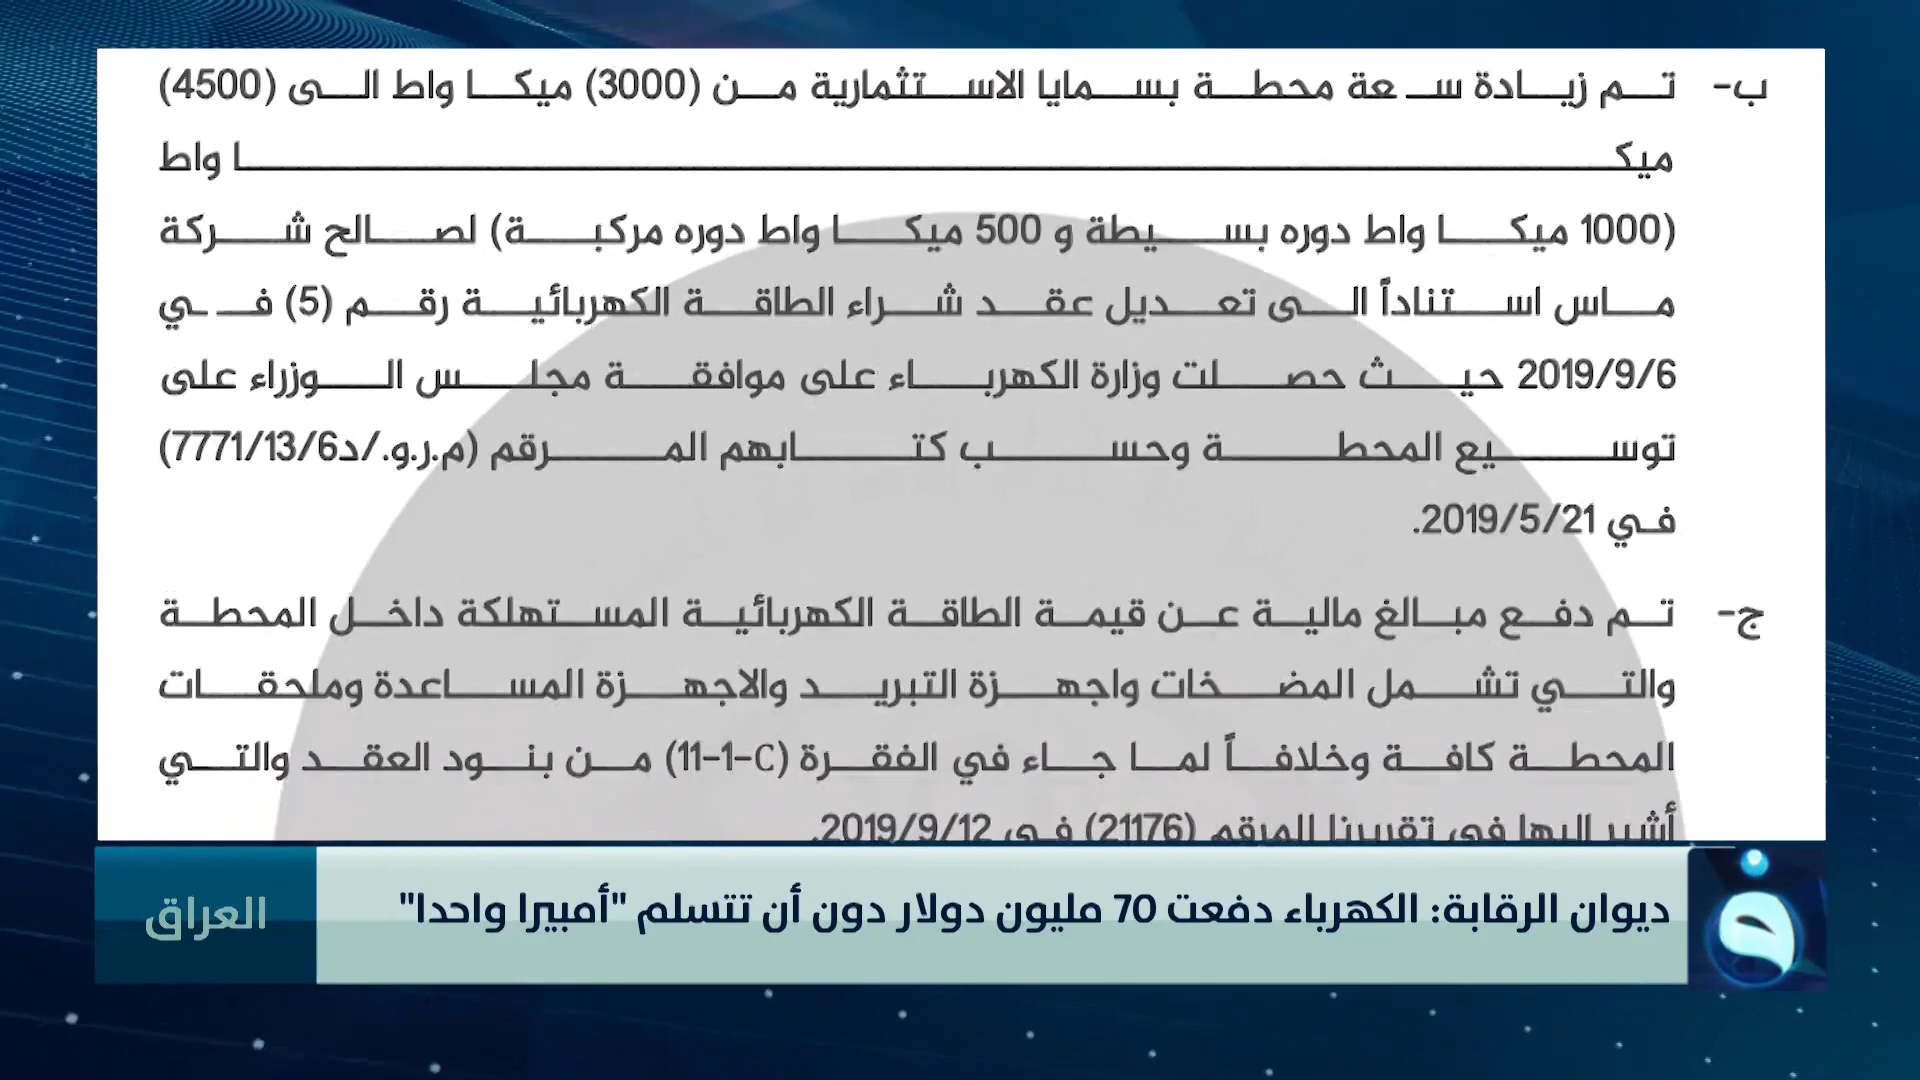 ب- تم زيادة سعة محطة بسمايا الاستثمارية من (3000) ميكا واط الى (4500)
ميكا واط
(1000 ميكا واط دوره بسيطة و 500 ميكا واط دوره مركبة) لصالح شركة
ماس استناداً الى تعديل عقد شراء الطاقة الكهربائية رقم (5) في
2019/9/6 حيث حصلت وزارة الكهرباء على موافقة مجلس الوزراء على
توسيع المحطة وحسب كتابهم المرقم (م.ر.و./د7771/13/6)
في 2019/5/21.
ج- تم دفع مبالغ مالية عن قيمة الطاقة الكهربائية المستهلكة داخل المحطة
والتي تشمل المضخات واجهزة التبريد والاجهزة المساعدة وملحقات
المحطة كافة وخلافاً لما جاء في الفقرة (11-1-C) من بنود العقد والتي
أشير اليها في تقريرنا المرقم (21176) في 2019/9/12.
ديوان الرقابة: الكهرباء دفعت 70 مليون دولار دون أن تتسلم "أمبيرا واحدا"
العراق